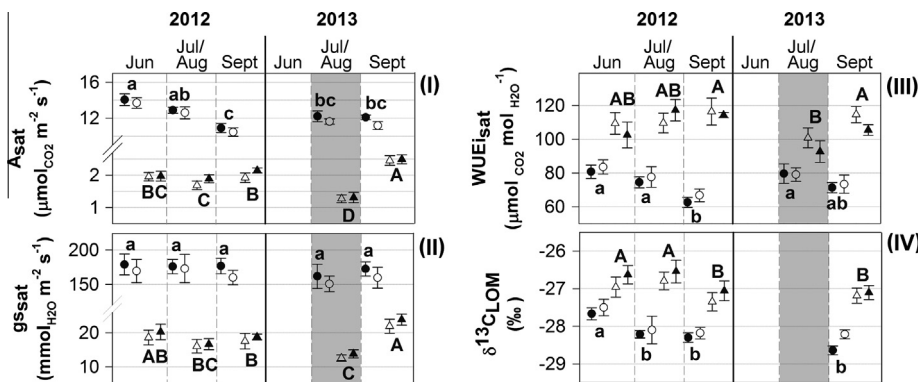 2012 2013
Jul/ Jul/
Jun Aug Sept Jun Aug Sept
(I)
Asat
(μmolCO2 m-2 s-1)
16
12
2
1
a ab c bc bc
BC C B D A
(II)
gssat
(mmolH2O m-2 s-1)
200
160
20
10
a a a a a
AB BC B C A
2012 2013
Jul/ Jul/
Jun Aug Sept Jun Aug Sept
(III)
WUEisat
(μmol CO2 mol H2O-1)
120
100
80
60
AB AB A B A
a a b a ab
(IV)
δ13CLOM
(‰)
-26
-27
-28
-29
A A B B
a b b b